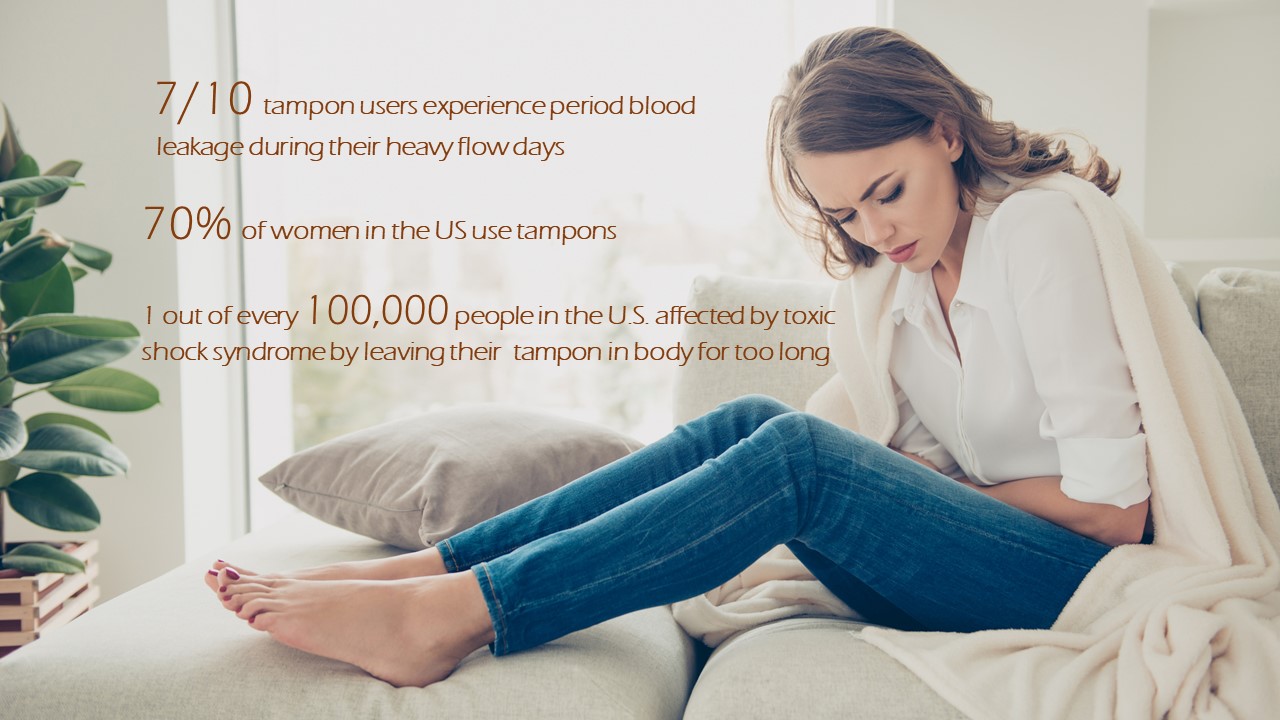 7/10 tampon users experience period blood
leakage during their heavy flow days
70% of women in the US use tampons
1 out of every 100,000 people in the U.S. affected by toxic
shock syndrome by leaving their tampon in body for too long